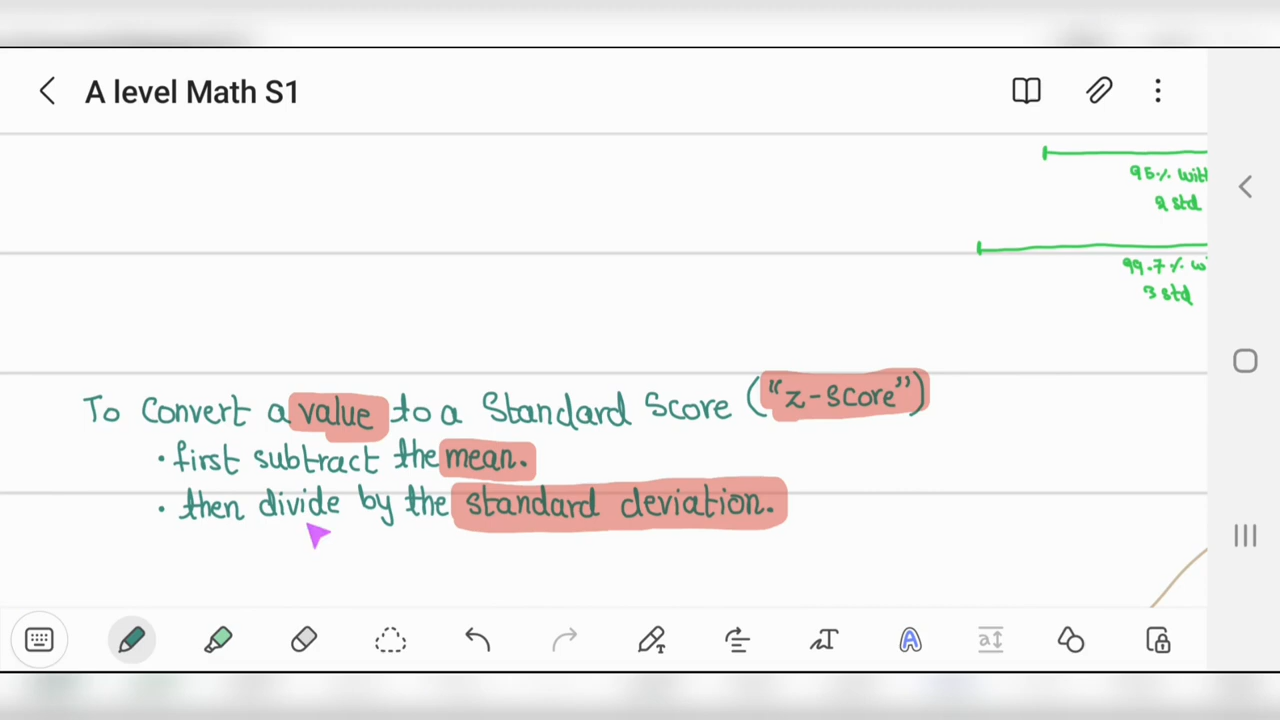 A level Math S1
95% with
2 std
99.7% w
3 std
To Convert a value to a Standard Score ("z-score")
• first subtract the mean.
• then divide by the standard deviation.